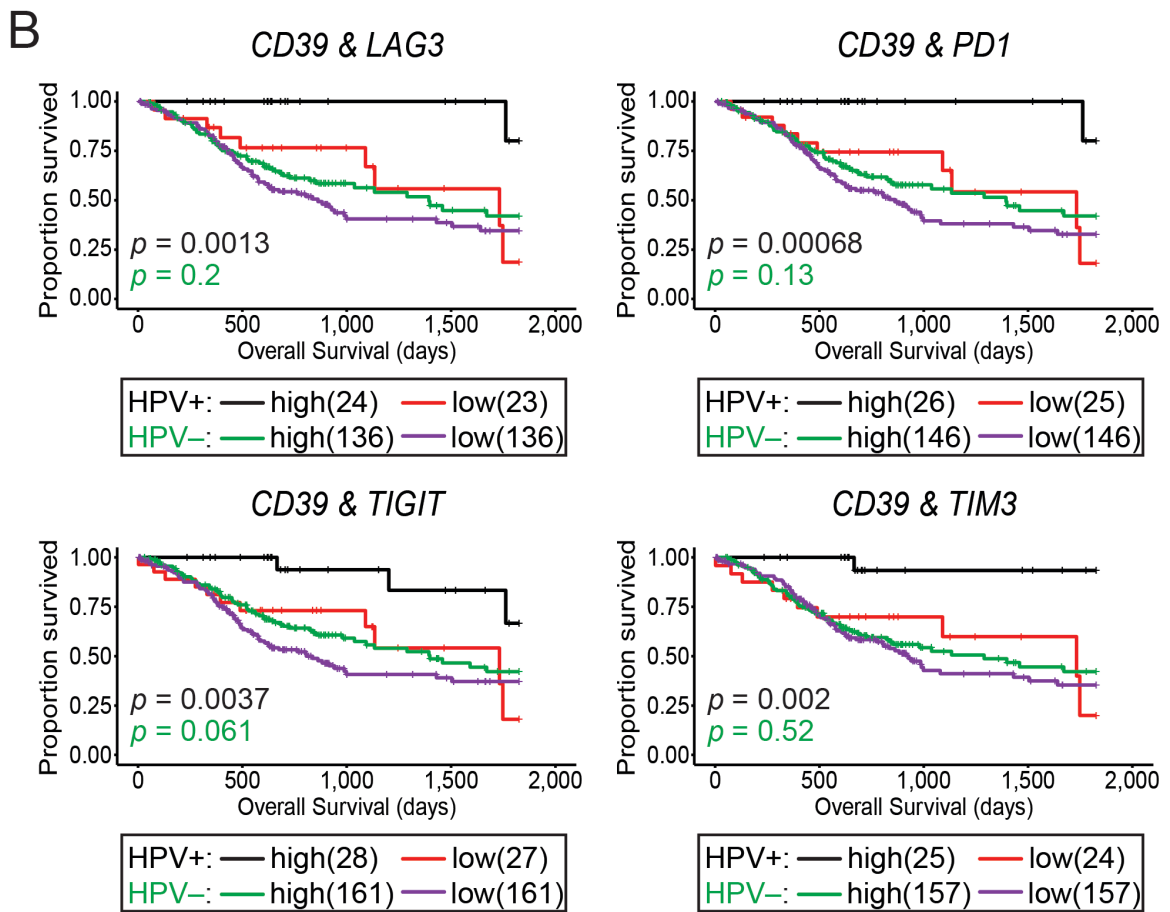 B
CD39 & LAG3
Proportion survived
1.00
0.75
0.50
0.25
0.00
p = 0.0013
p = 0.2
0 500 1,000 1,500 2,000
Overall Survival (days)
HPV+: high(24) low(23)
HPV–: high(136) low(136)
CD39 & PD1
Proportion survived
1.00
0.75
0.50
0.25
0.00
p = 0.00068
p = 0.13
0 500 1,000 1,500 2,000
Overall Survival (days)
HPV+: high(26) low(25)
HPV–: high(146) low(146)
CD39 & TIGIT
Proportion survived
1.00
0.75
0.50
0.25
0.00
p = 0.0037
p = 0.061
0 500 1,000 1,500 2,000
Overall Survival (days)
HPV+: high(28) low(27)
HPV–: high(161) low(161)
CD39 & TIM3
Proportion survived
1.00
0.75
0.50
0.25
0.00
p = 0.002
p = 0.52
0 500 1,000 1,500 2,000
Overall Survival (days)
HPV+: high(25) low(24)
HPV–: high(157) low(157)